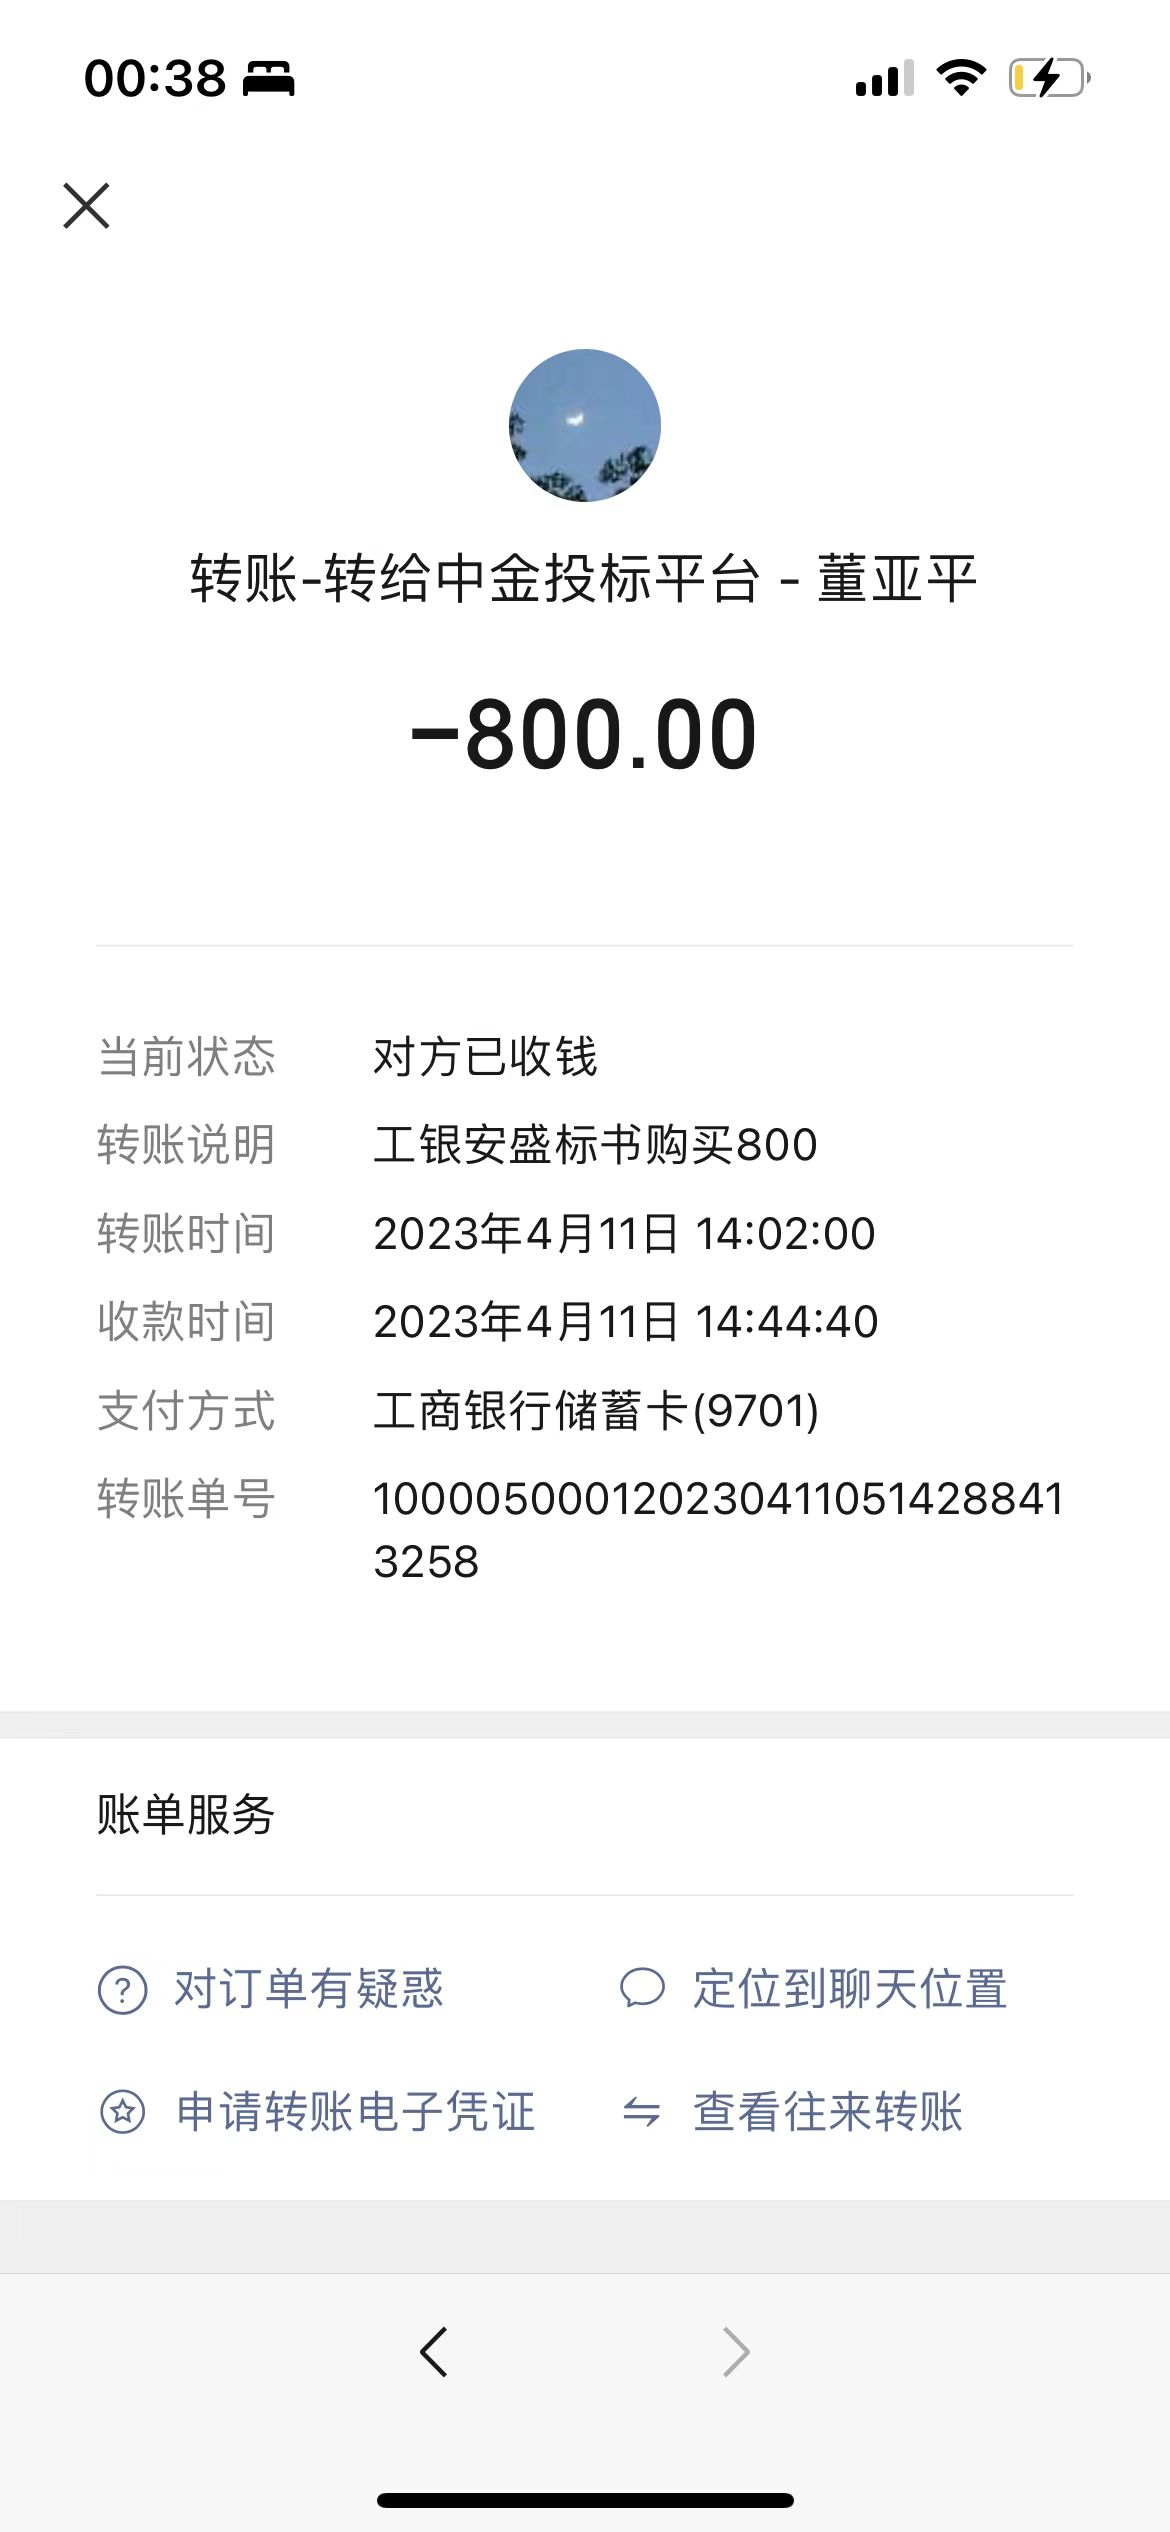 00:38
转账-转给中金投标平台 - 董亚平
-800.00
当前状态 对方已收钱
转账说明 工银安盛标书购买800
转账时间 2023年4月11日 14:02:00
收款时间 2023年4月11日 14:44:40
支付方式 工商银行储蓄卡(9701)
转账单号 100005000120230411051428841
3258
账单服务
对订单有疑惑 定位到聊天位置
申请转账电子凭证 查看往来转账